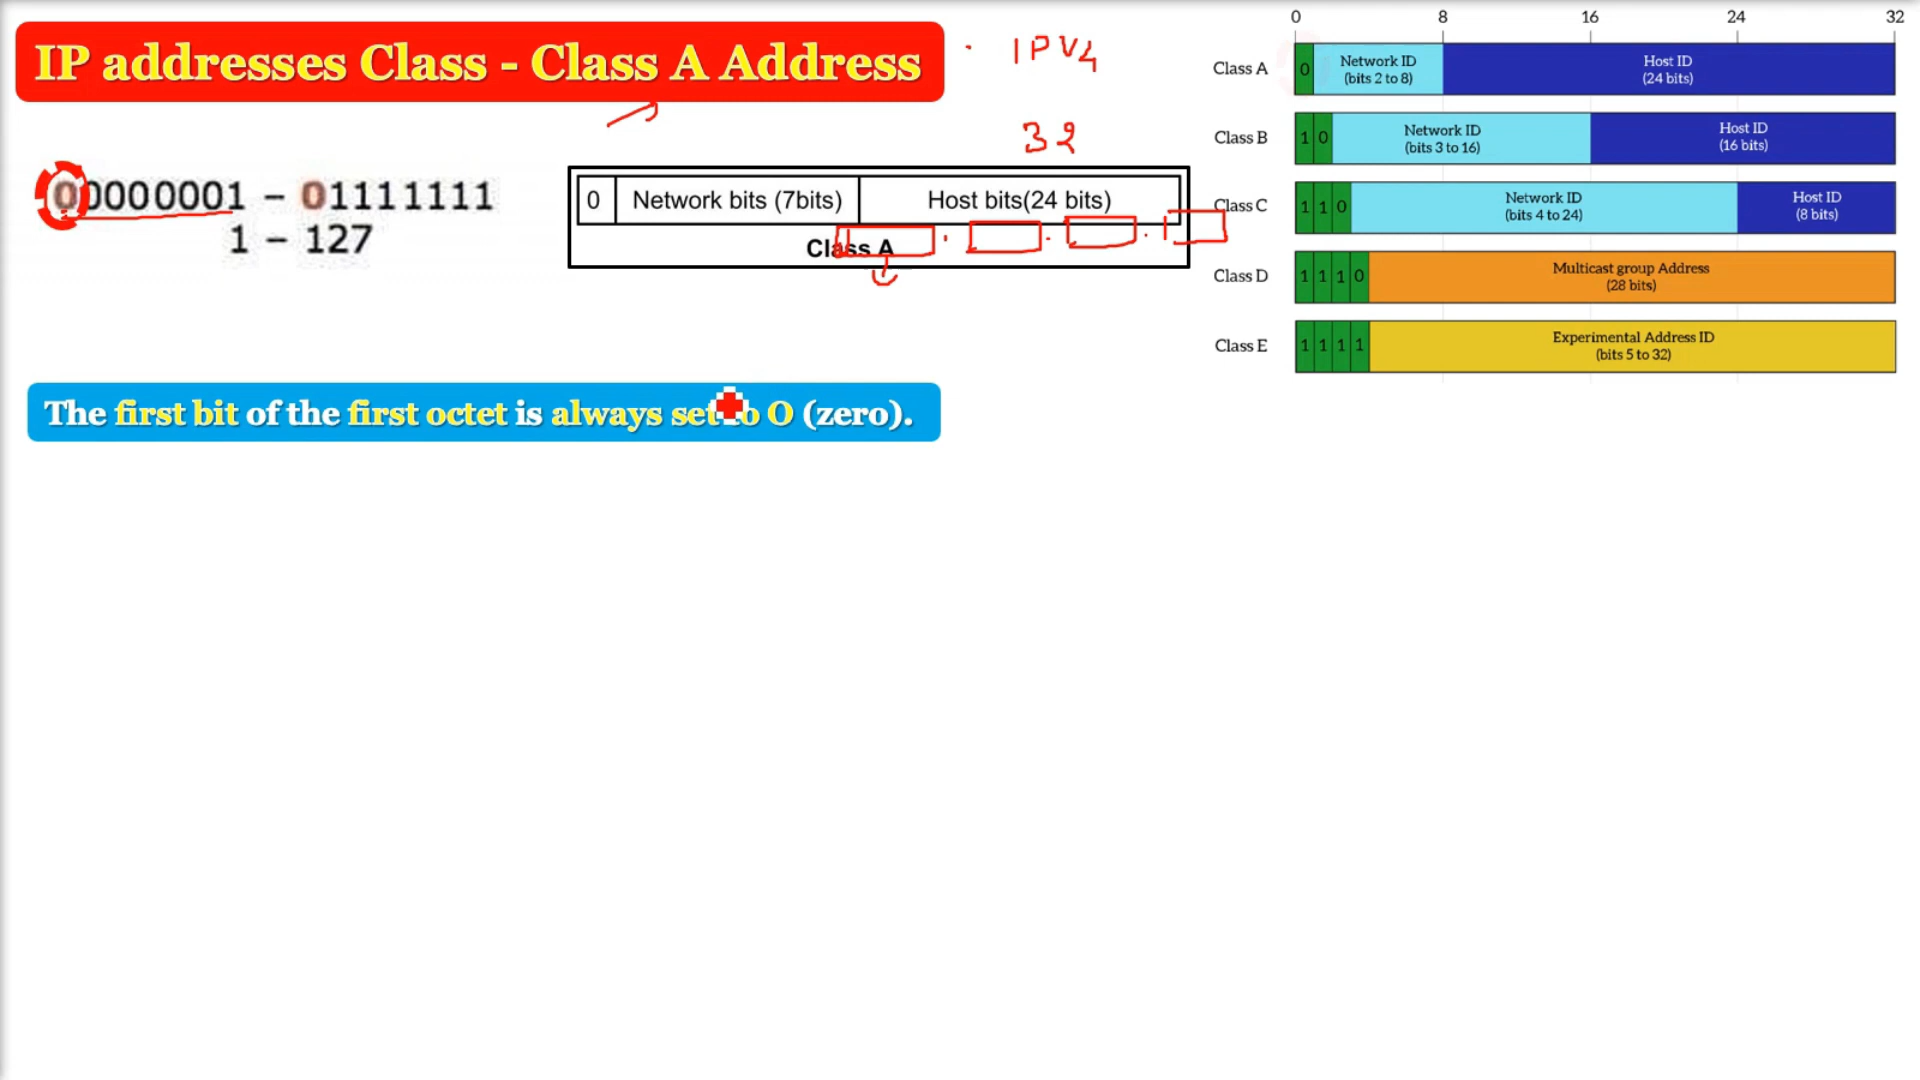 IP addresses Class - Class A Address
IPV4
32
00000001 – 01111111
1 – 127
0 Network bits (7bits) Host bits(24 bits)
Class A
The first bit of the first octet is always set to 0 (zero).
0 8 16 24 32
Class A 0 Network ID Host ID
(bits 2 to 8) (24 bits)
Class B 1 0 Network ID Host ID
(bits 3 to 16) (16 bits)
Class C 1 1 0 Network ID Host ID
(bits 4 to 24) (8 bits)
Class D 1 1 1 0 Multicast group Address
(28 bits)
Class E 1 1 1 1 Experimental Address ID
(bits 5 to 32)